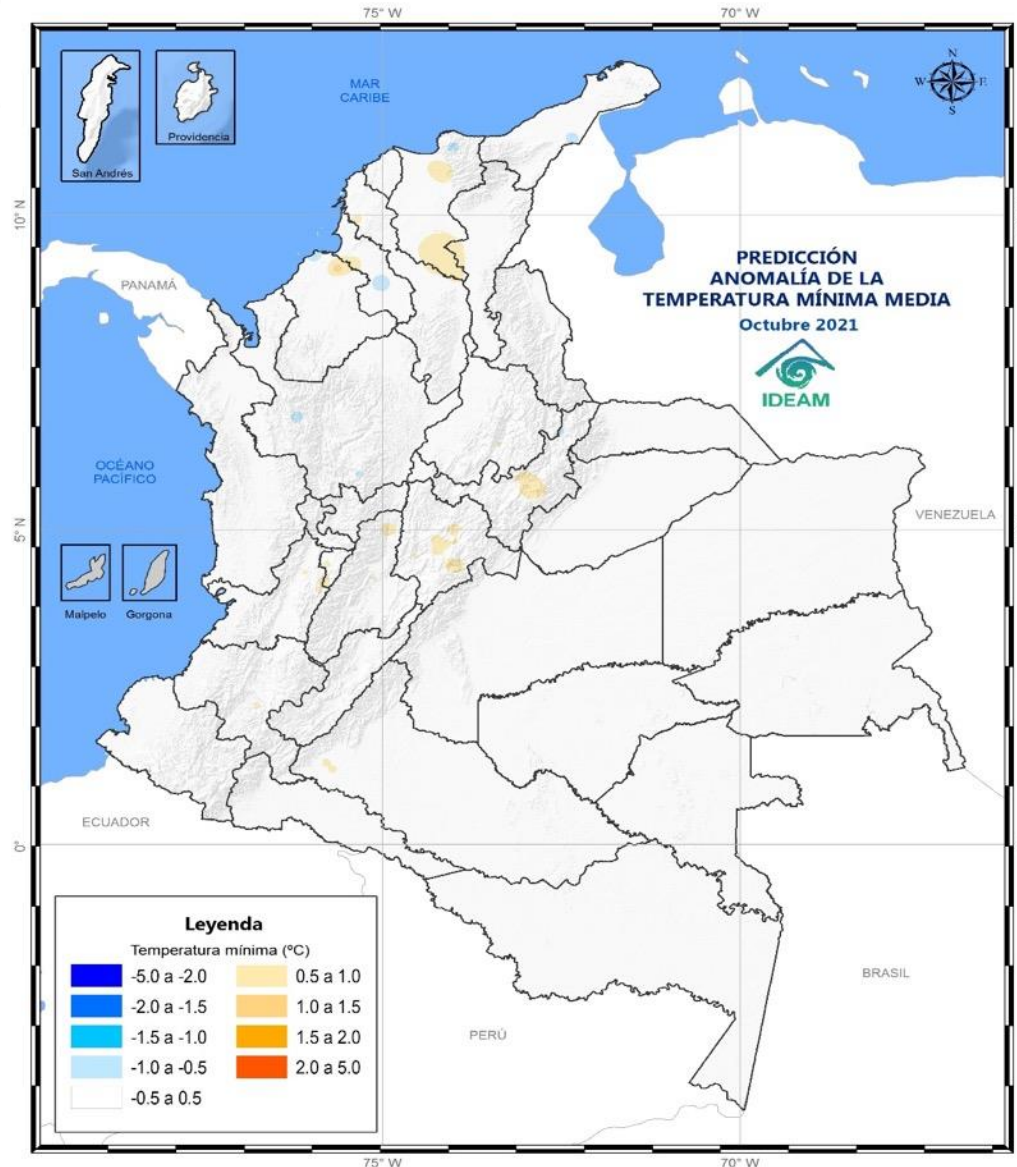 75° W
70° W
N
W
E
S
MAR
CARIBE
San Andrés
Providencia
10° N
PANAMÁ
PREDICCIÓN
ANOMALÍA DE LA
TEMPERATURA MÍNIMA MEDIA
Octubre 2021
IDEAM
OCÉANO
PACÍFICO
VENEZUELA
5° N
Malpelo
Gorgona
ECUADOR
0°
Leyenda
Temperatura mínima (ºC)
-5.0 a -2.0
0.5 a 1.0
-2.0 a -1.5
1.0 a 1.5
-1.5 a -1.0
1.5 a 2.0
-1.0 a -0.5
2.0 a 5.0
-0.5 a 0.5
BRASIL
PERÚ
75° W
70° W